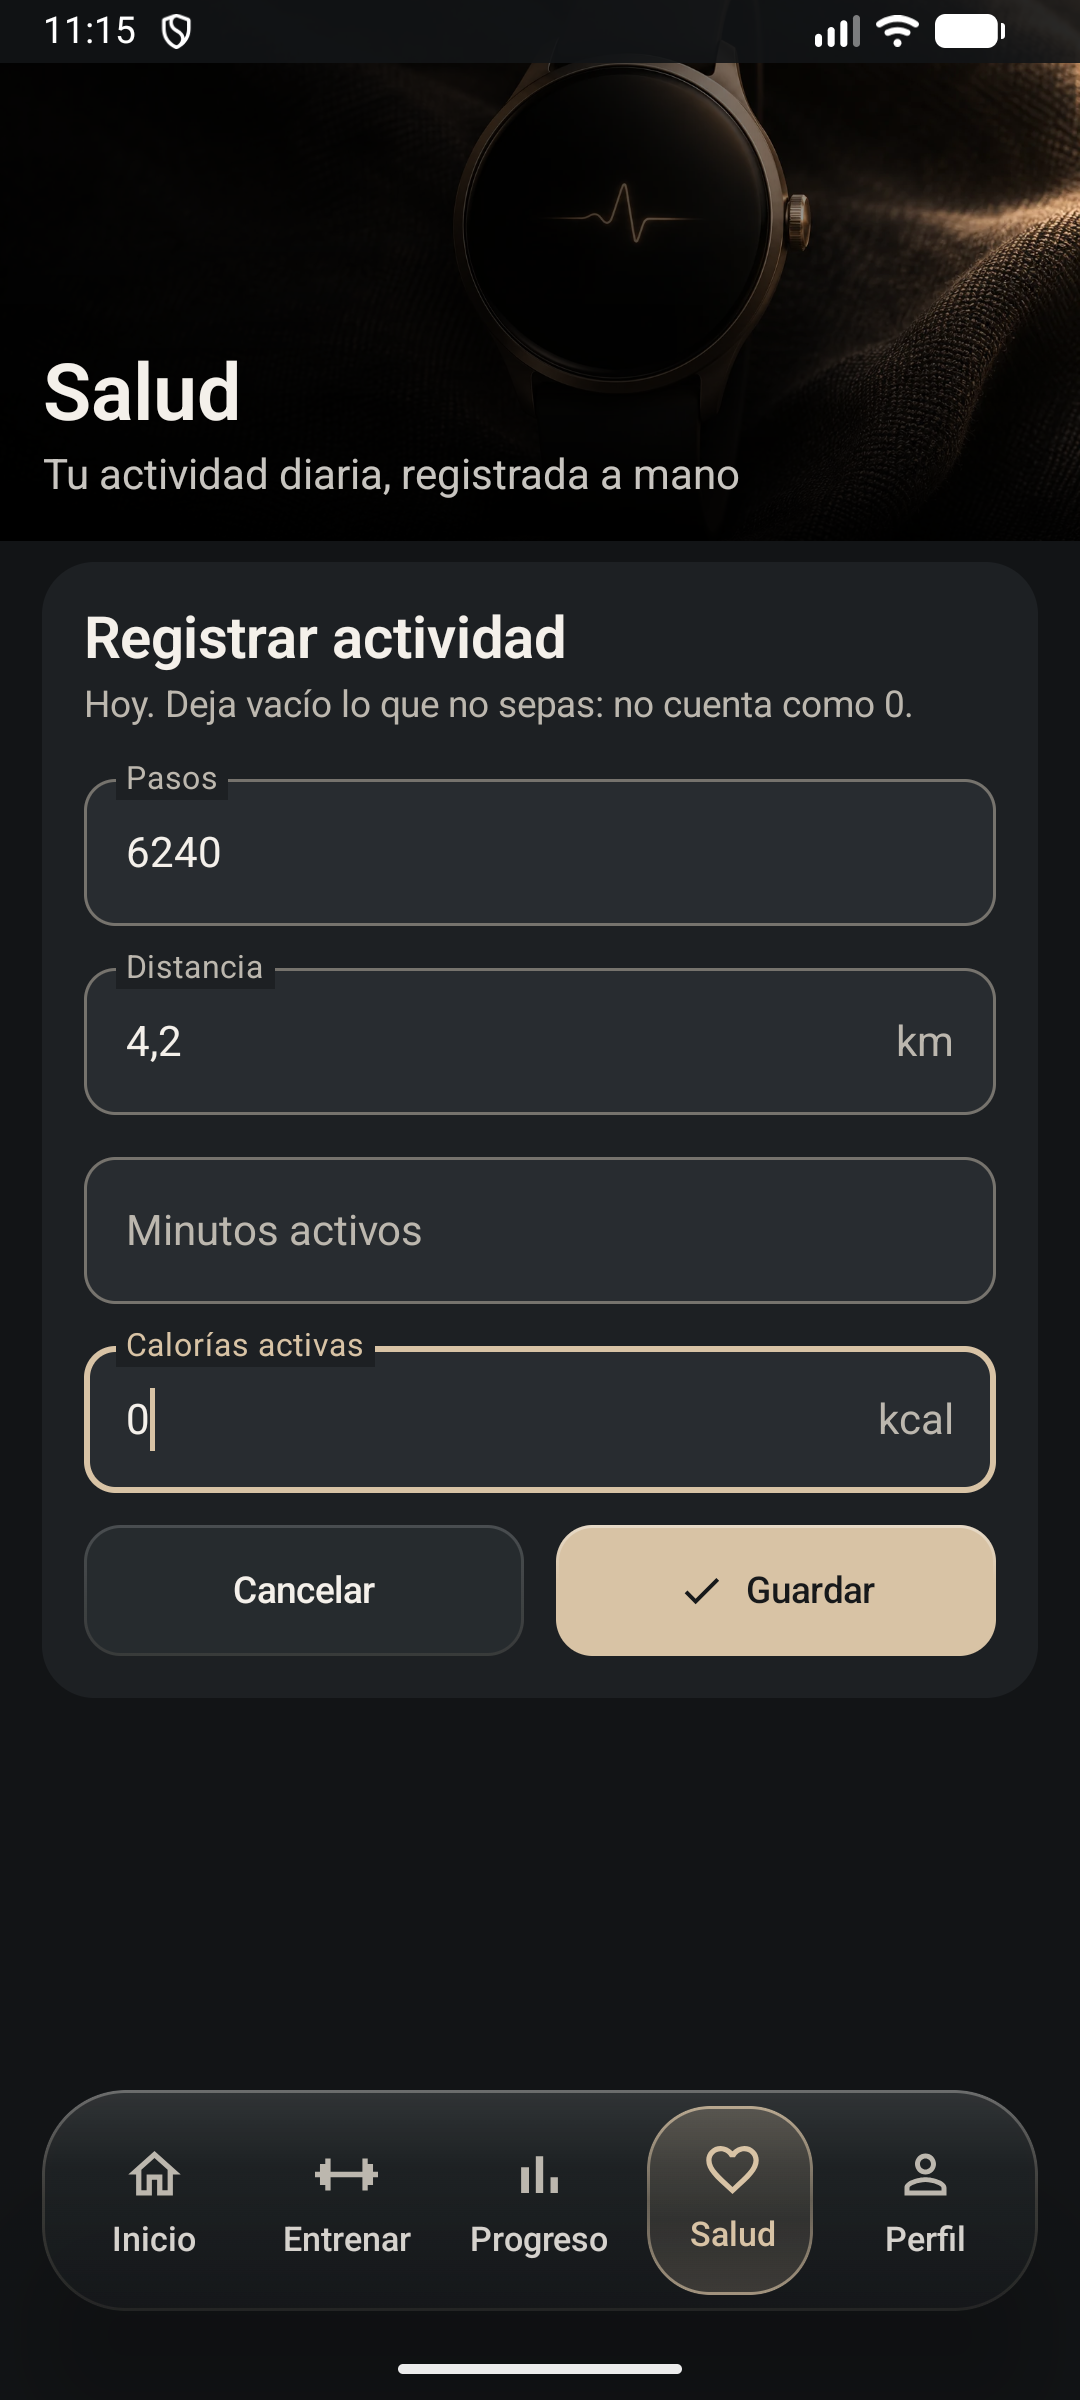 11:15
Salud
Tu actividad diaria, registrada a mano
Registrar actividad
Hoy. Deja vacío lo que no sepas: no cuenta como 0.
Pasos
6240
Distancia
4,2 km
Minutos activos
Calorías activas
0 kcal
Cancelar Guardar
Inicio Entrenar Progreso Salud Perfil